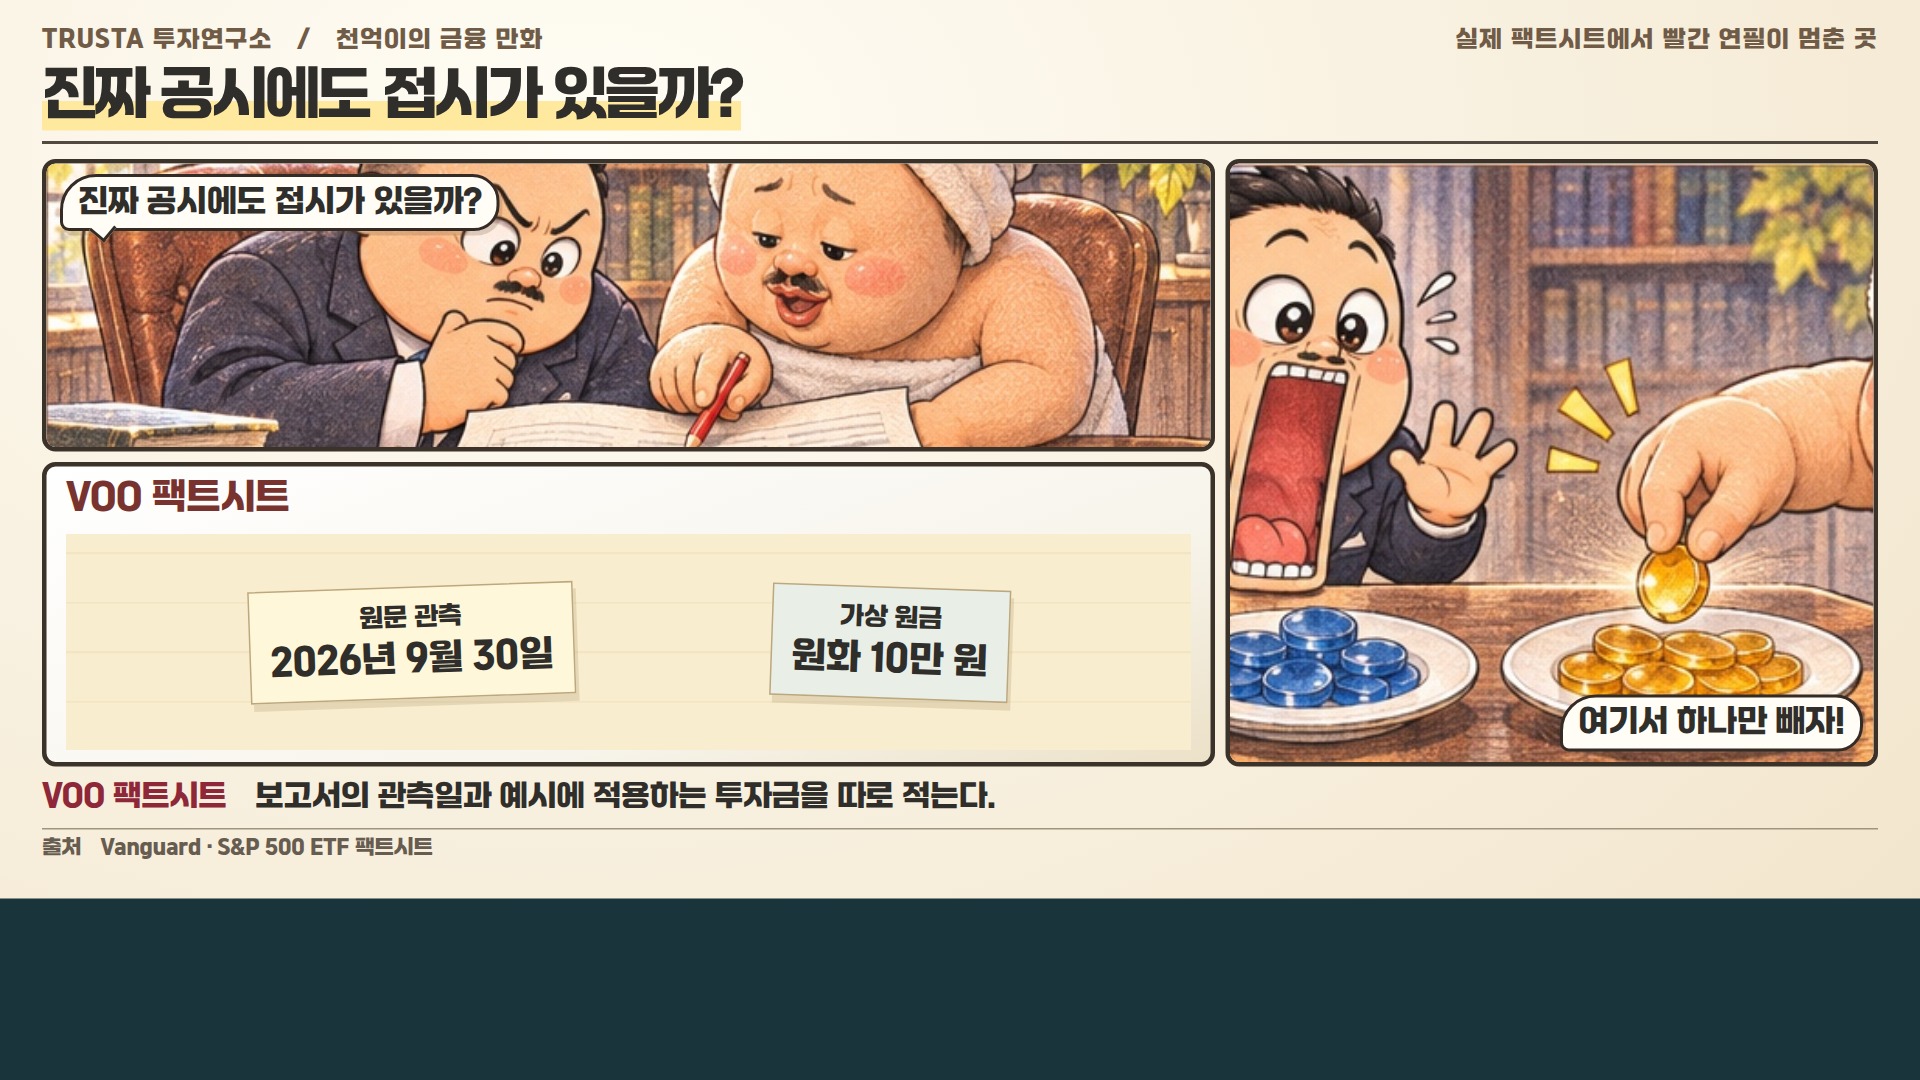 TRUSTA 투자연구소 / 천억이의 금융 만화
실제 팩트시트에서 빨간 연필이 멈춘 곳
진짜 공시에도 접시가 있을까?
진짜 공시에도 접시가 있을까?
VOO 팩트시트
원문 관측
2026년 9월 30일
가상 원금
원화 10만 원
여기서 하나만 빼자!
VOO 팩트시트 보고서의 관측일과 예시에 적용하는 투자금을 따로 적는다.
출처 Vanguard · S&P 500 ETF 팩트시트